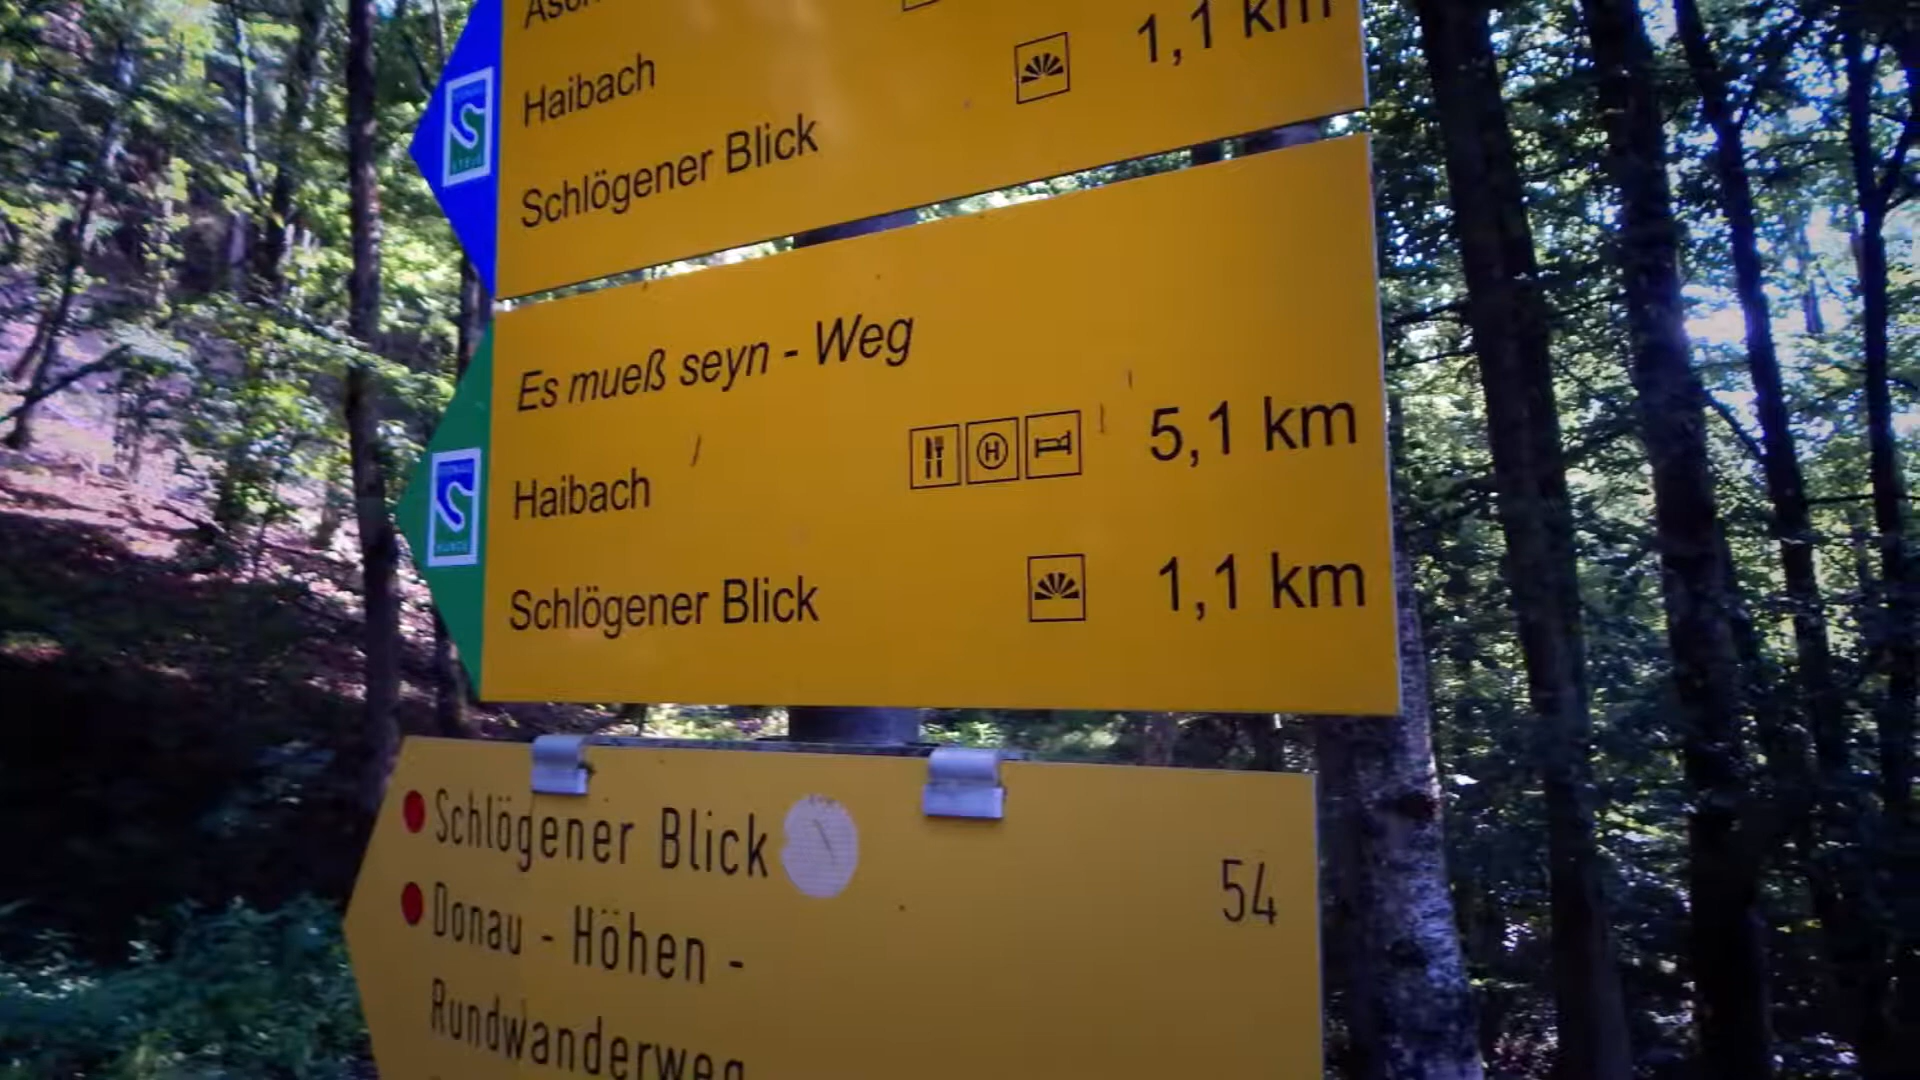 Haibach
1,1 km
Schlögener Blick
Es mueß seyn - Weg
Haibach
H
5,1 km
Schlögener Blick
1,1 km
Schlögener Blick
54
Donau - Höhen -
Rundwanderweg